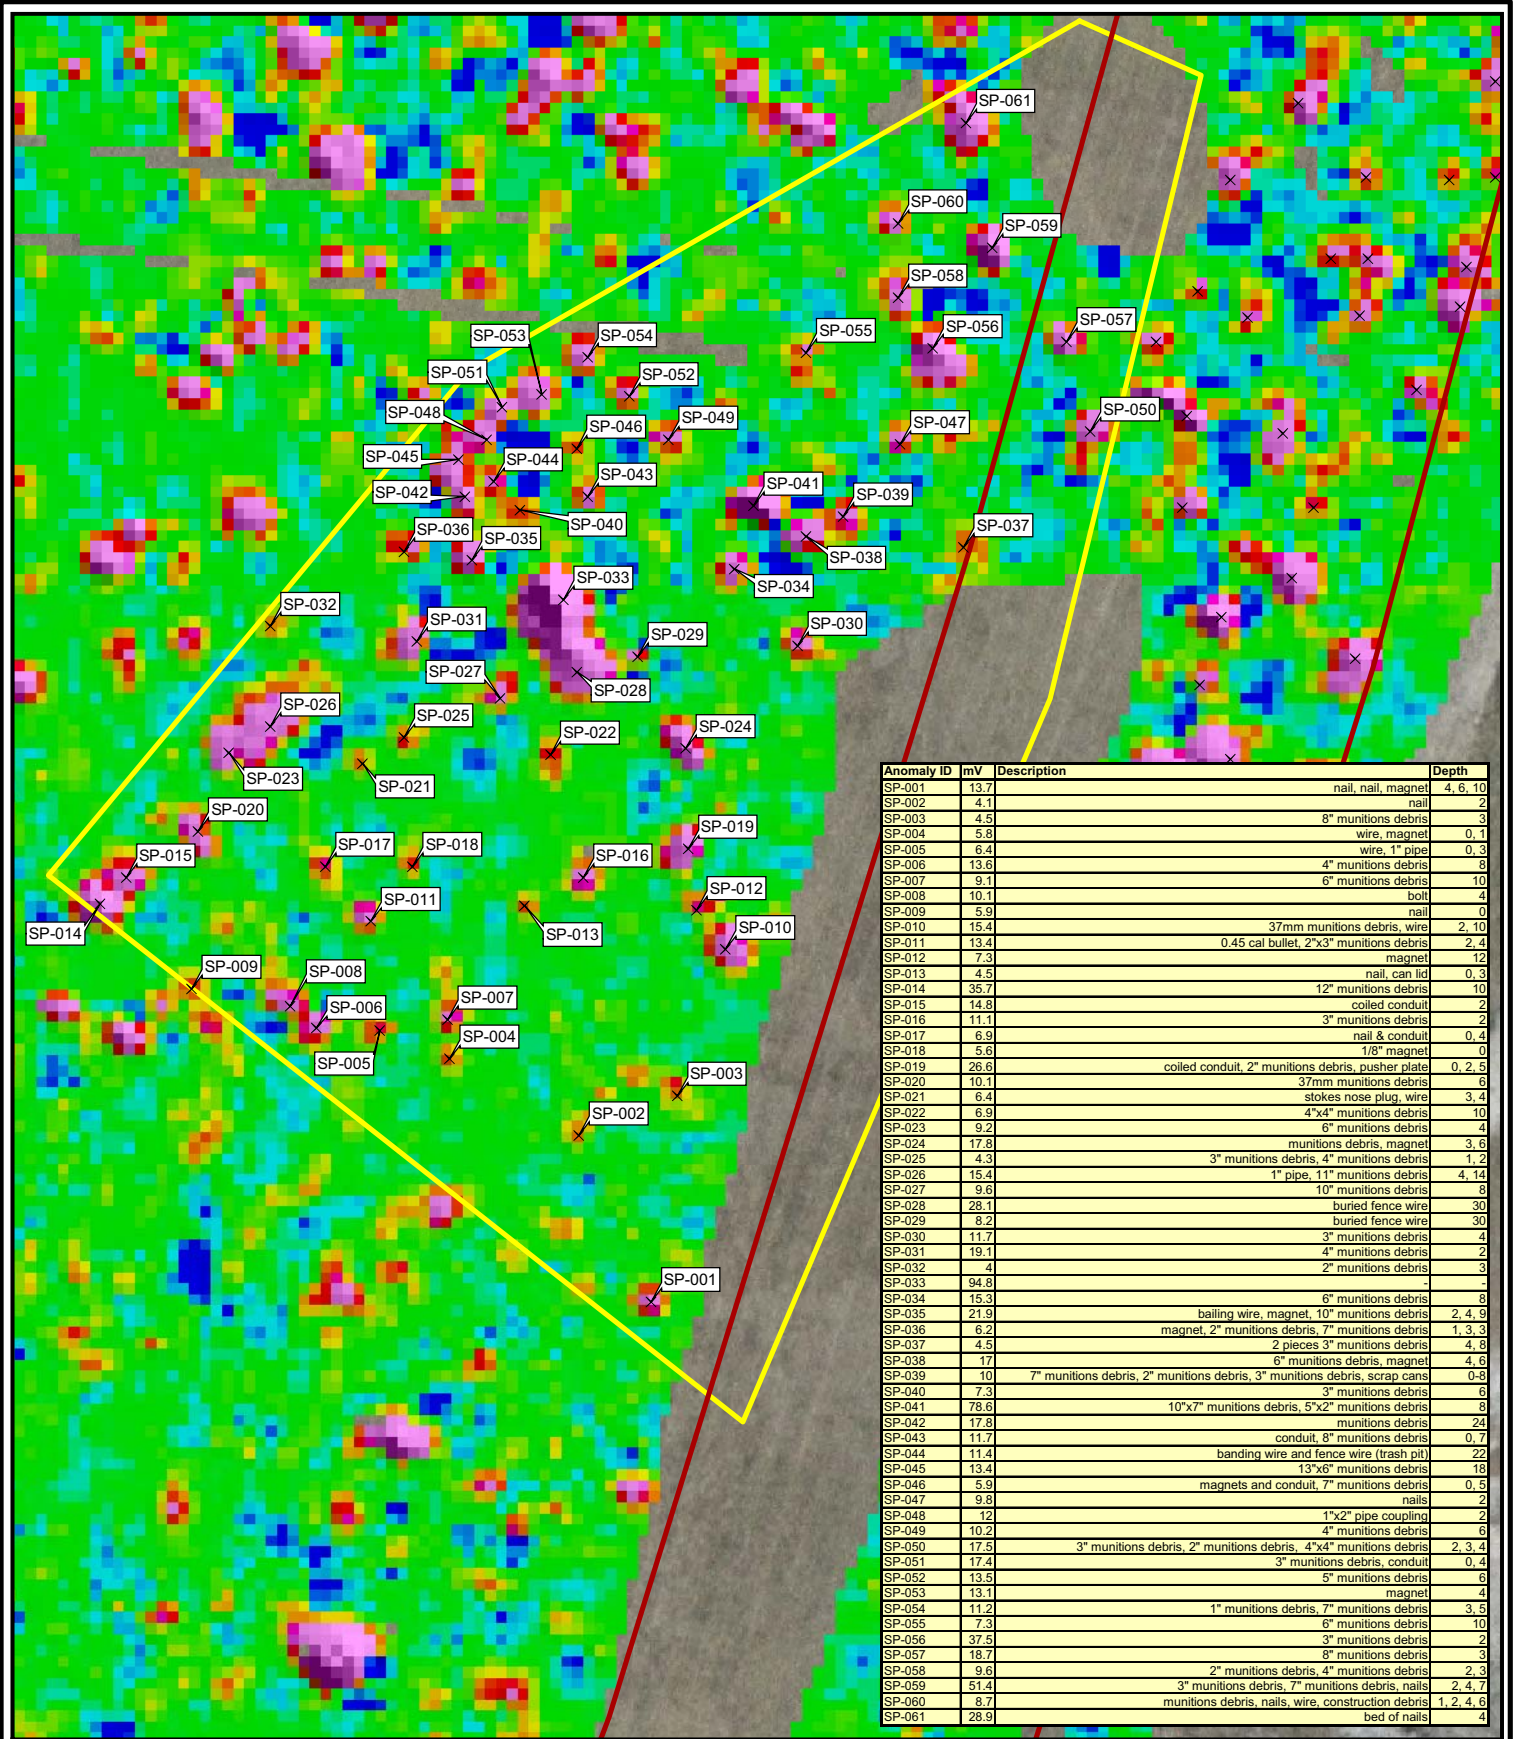 SP-061
SP-060
SP-059
SP-058
SP-057
SP-056
SP-055
SP-053
SP-054
SP-051
SP-052
SP-048
SP-050
SP-049
SP-046
SP-047
SP-045
SP-044
SP-043
SP-042
SP-041
SP-039
SP-040
SP-037
SP-036
SP-035
SP-038
SP-033
SP-034
SP-032
SP-031
SP-030
SP-029
SP-027
SP-028
SP-026
SP-025
SP-022
SP-024
SP-023
SP-021
SP-020
SP-019
SP-017
SP-018
SP-015
SP-016
SP-012
SP-011
SP-010
SP-014
SP-013
SP-009
SP-008
SP-006
SP-007
SP-004
SP-005
SP-003
SP-002
SP-001
Anomaly ID mV Description Depth
SP-001 13.7 nail, nail, magnet 4, 6, 10
SP-002 4.1 nail 2
SP-003 4.5 8" munitions debris 3
SP-004 5.8 wire, magnet 0, 1
SP-005 6.4 wire, 1" pipe 0, 3
SP-006 13.6 4" munitions debris 8
SP-007 9.1 6" munitions debris 10
SP-008 10.1 bolt 4
SP-009 5.9 nail 0
SP-010 15.4 37mm munitions debris, wire 2, 10
SP-011 13.4 0.45 cal bullet, 2"x3" munitions debris 2, 4
SP-012 7.3 magnet 12
SP-013 4.5 nail, can lid 0, 3
SP-014 35.7 12" munitions debris 10
SP-015 14.8 coiled conduit 2
SP-016 11.1 3" munitions debris 2
SP-017 6.9 nail & conduit 0, 4
SP-018 5.6 1/8" magnet 0
SP-019 26.6 coiled conduit, 2" munitions debris, pusher plate 0, 2, 5
SP-020 10.1 37mm munitions debris 6
SP-021 6.4 stokes nose plug, wire 3, 4
SP-022 6.9 4"x4" munitions debris 10
SP-023 9.2 6" munitions debris 4
SP-024 17.8 munitions debris, magnet 3, 6
SP-025 4.3 3" munitions debris, 4" munitions debris 1, 2
SP-026 15.4 1" pipe, 11" munitions debris 4, 14
SP-027 9.6 10" munitions debris 8
SP-028 28.1 buried fence wire 30
SP-029 8.2 buried fence wire 30
SP-030 11.7 3" munitions debris 4
SP-031 19.1 4" munitions debris 2
SP-032 4 2" munitions debris 3
SP-033 94.8 - -
SP-034 15.3 6" munitions debris 8
SP-035 21.9 bailing wire, magnet, 10" munitions debris 2, 4, 9
SP-036 6.2 magnet, 2" munitions debris, 7" munitions debris 1, 3, 3
SP-037 4.5 2 pieces 3" munitions debris 4, 8
SP-038 17 6" munitions debris, magnet 4, 6
SP-039 10 7" munitions debris, 2" munitions debris, 3" munitions debris, scrap cans 0-8
SP-040 7.3 3" munitions debris 6
SP-041 78.6 10"x7" munitions debris, 5"x2" munitions debris 8
SP-042 17.8 munitions debris 24
SP-043 11.7 conduit, 8" munitions debris 0, 7
SP-044 11.4 banding wire and fence wire (trash pit) 22
SP-045 13.4 13"x6" munitions debris 18
SP-046 5.9 magnets and conduit, 7" munitions debris 0, 5
SP-047 9.8 nails 2
SP-048 12 1"x2" pipe coupling 2
SP-049 10.2 4" munitions debris 6
SP-050 17.5 3" munitions debris, 2" munitions debris, 4"x4" munitions debris 2, 3, 4
SP-051 17.4 3" munitions debris, conduit 0, 4
SP-052 13.5 5" munitions debris 6
SP-053 13.1 magnet 4
SP-054 11.2 1" munitions debris, 7" munitions debris 3, 5
SP-055 7.3 6" munitions debris 10
SP-056 37.5 3" munitions debris 2
SP-057 18.7 8" munitions debris 3
SP-058 9.6 2" munitions debris, 4" munitions debris 2, 3
SP-059 51.4 3" munitions debris, 7" munitions debris, nails 2, 4, 7
SP-060 8.7 munitions debris, nails, wire, construction debris 1, 2, 4, 6
SP-061 28.9 bed of nails 4